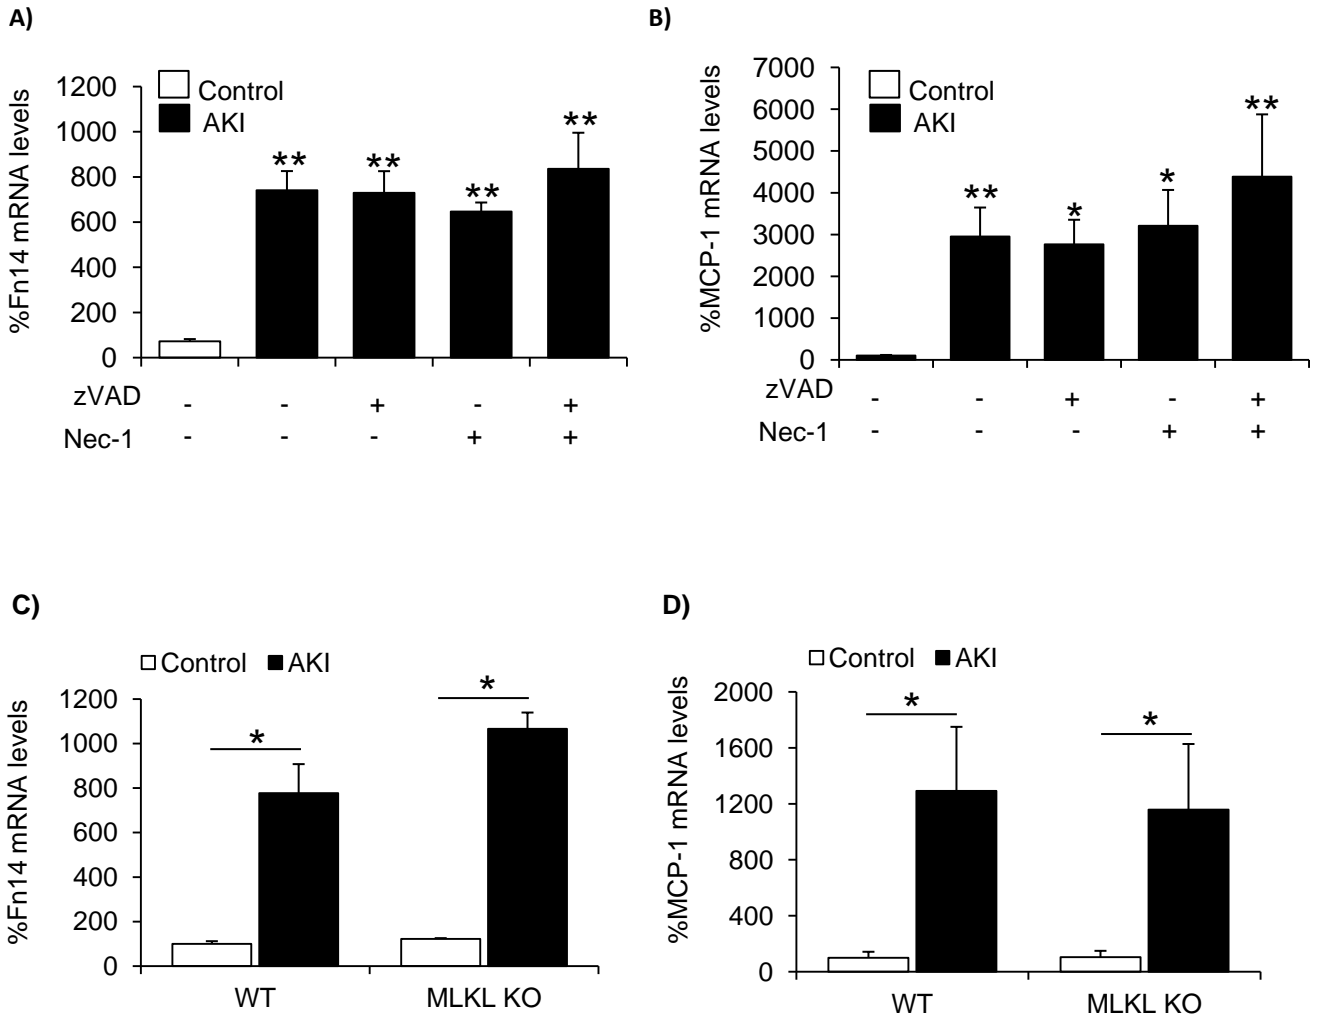 A)
%Fn14 mRNA levels
Control
AKI
1200
1000
800
600
400
200
0
** ** ** **
zVAD - - + - +
Nec-1 - - - + +
B)
%MCP-1 mRNA levels
Control
AKI
7000
6000
5000
4000
3000
2000
1000
0
** * * **
zVAD - - + - +
Nec-1 - - - + +
C)
%Fn14 mRNA levels
Control AKI
1200
1000
800
600
400
200
0
* *
WT MLKL KO
D)
%MCP-1 mRNA levels
Control AKI
2000
1600
1200
800
400
0
* *
WT MLKL KO